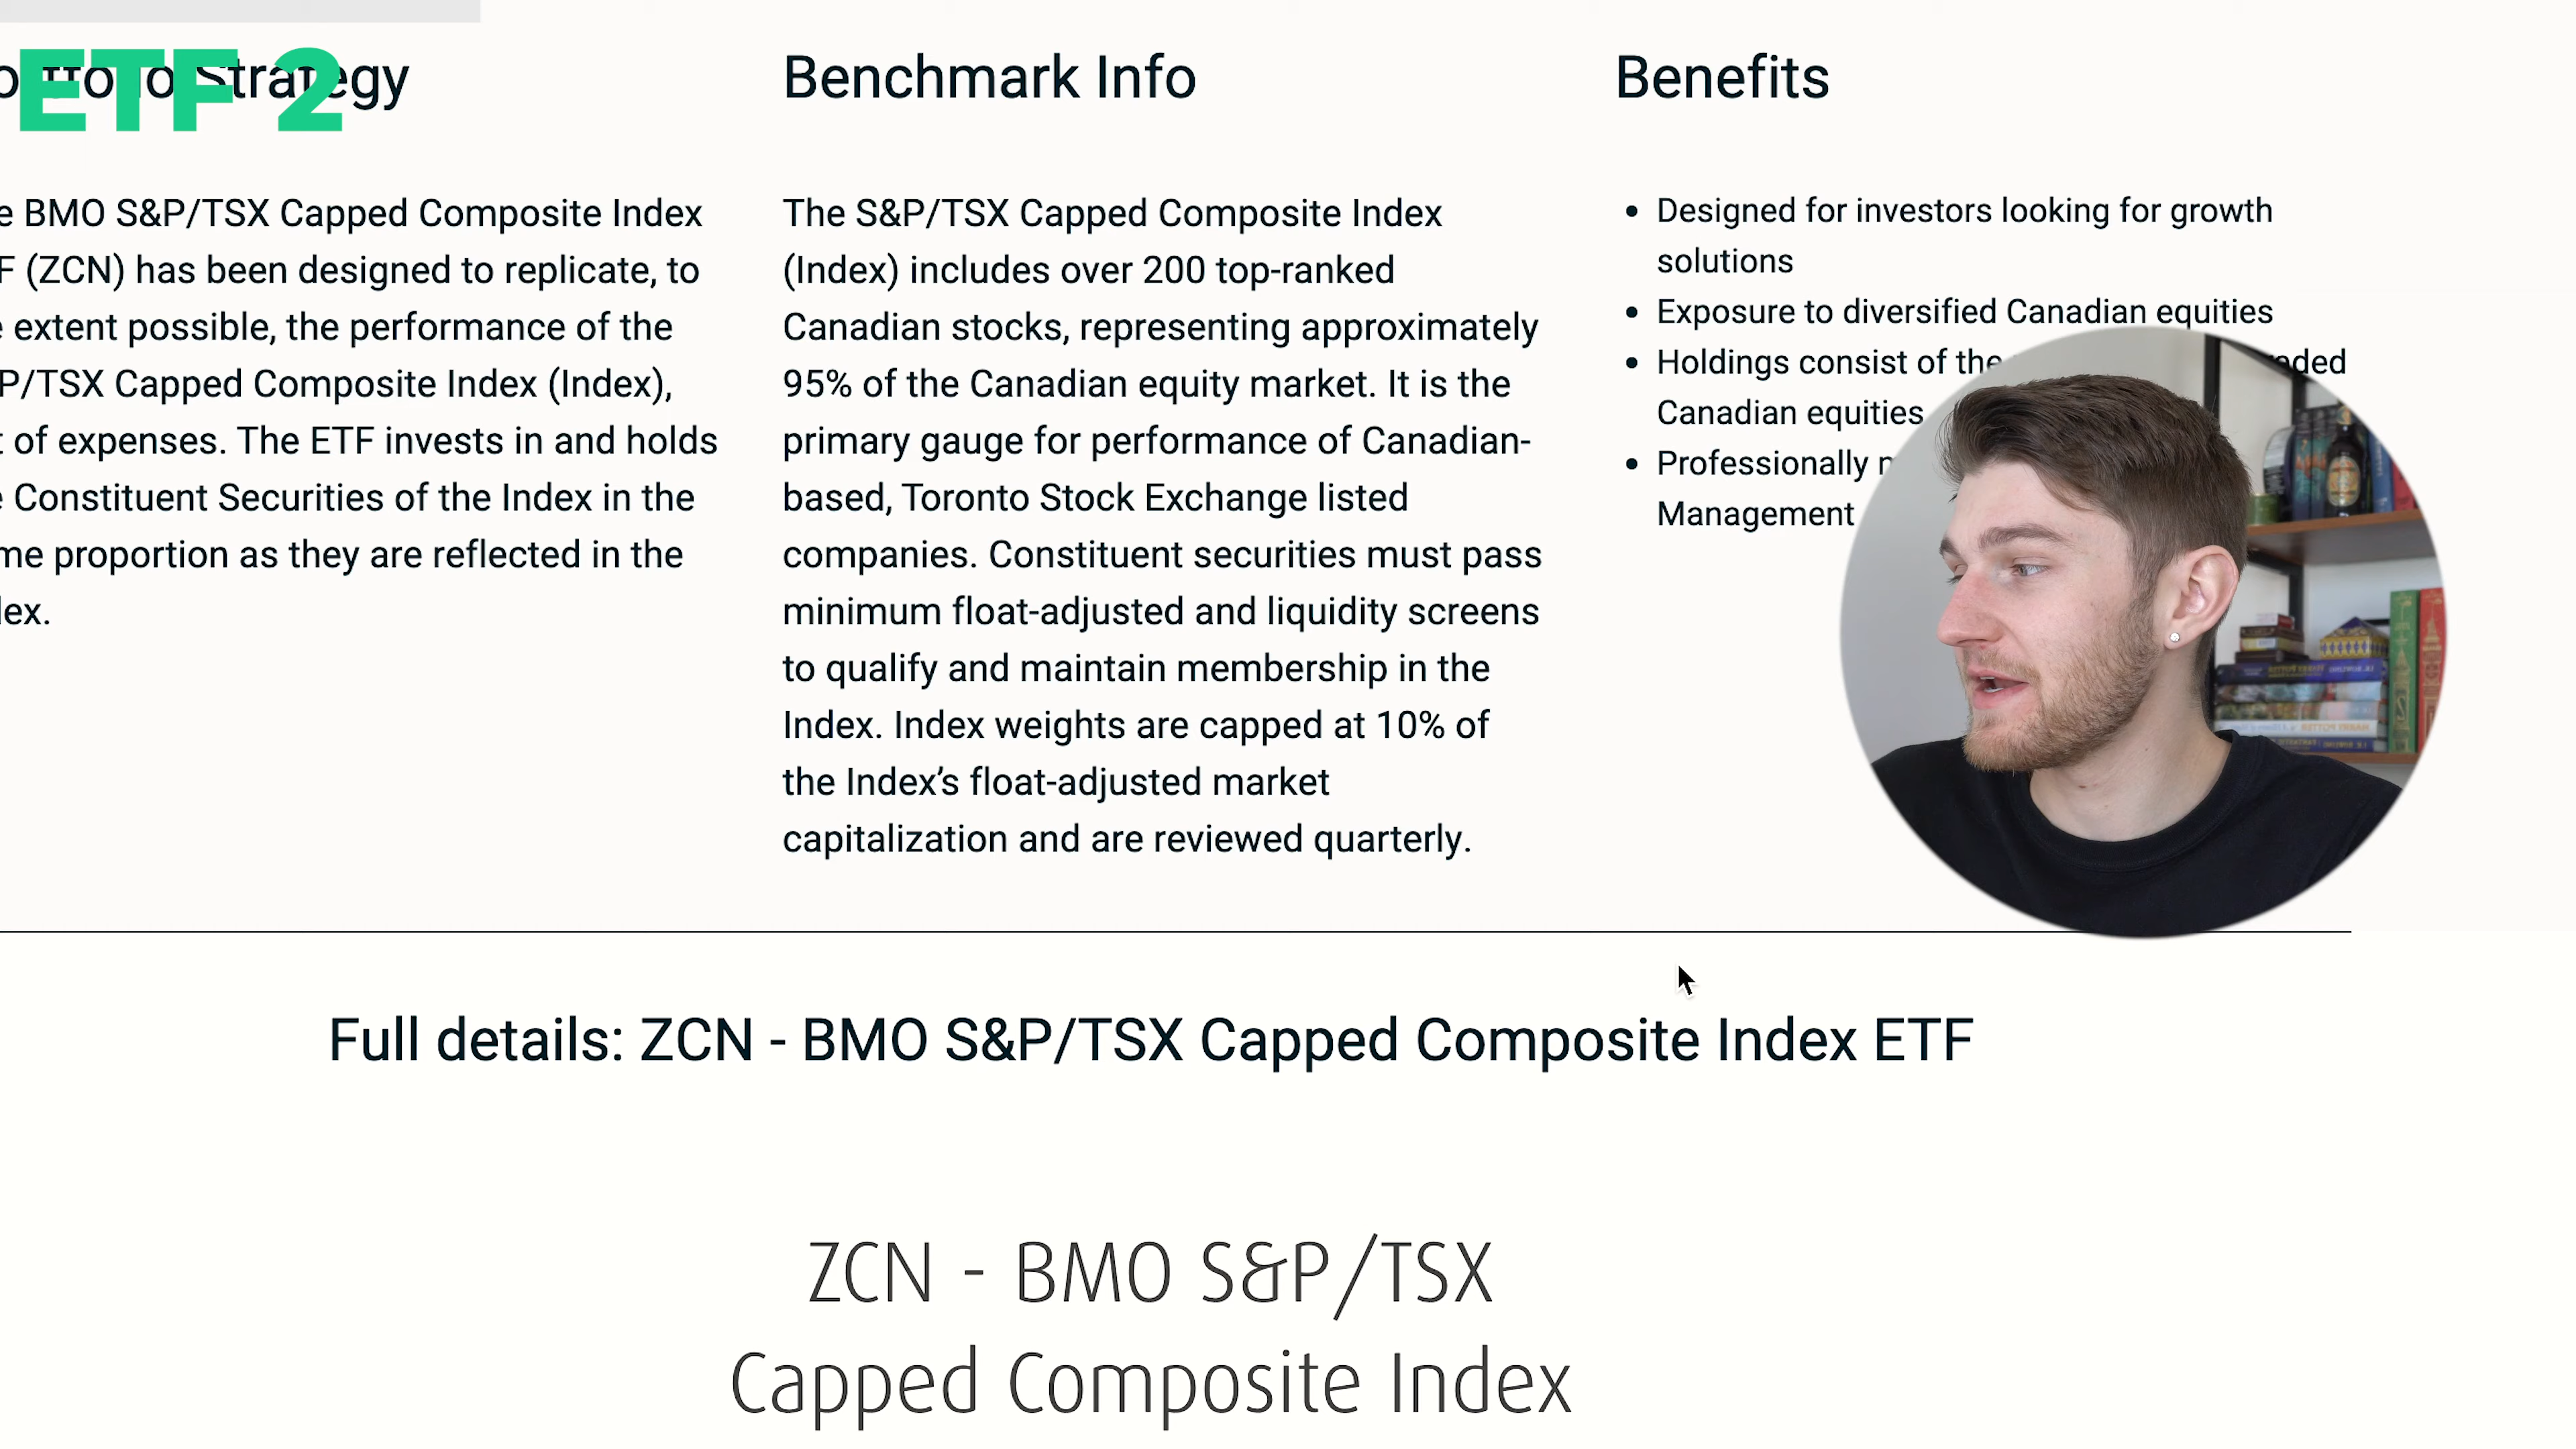 ETF 2
Strategy
BMO S&P/TSX Capped Composite Index
(ZCN) has been designed to replicate, to
extent possible, the performance of the
P/TSX Capped Composite Index (Index),
of expenses. The ETF invests in and holds
Constituent Securities of the Index in the
proportion as they are reflected in the
Benchmark Info
The S&P/TSX Capped Composite Index
(Index) includes over 200 top-ranked
Canadian stocks, representing approximately
95% of the Canadian equity market. It is the
primary gauge for performance of Canadian-
based, Toronto Stock Exchange listed
companies. Constituent securities must pass
minimum float-adjusted and liquidity screens
to qualify and maintain membership in the
Index. Index weights are capped at 10% of
the Index’s float-adjusted market
capitalization and are reviewed quarterly.
Benefits
Designed for investors looking for growth
solutions
Exposure to diversified Canadian equities
Holdings consist of the
Canadian equities
Professionally
Management
Full details: ZCN - BMO S&P/TSX Capped Composite Index ETF
ZCN - BMO S&P/TSX
Capped Composite Index